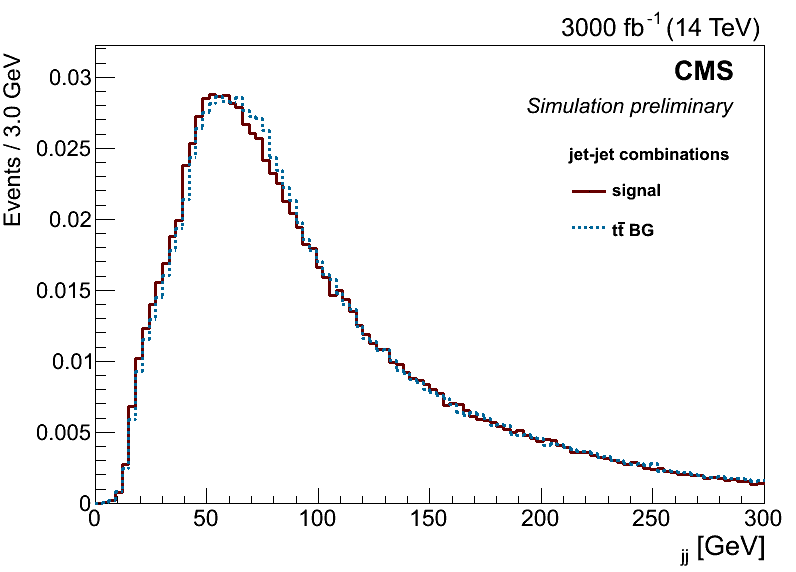 3000 fb⁻¹ (14 TeV)
CMS
Simulation preliminary
jet-jet combinations
signal
tt̄ BG
Events / 3.0 GeV
0.03
0.025
0.02
0.015
0.01
0.005
0
0 50 100 150 200 250 300
jj [GeV]